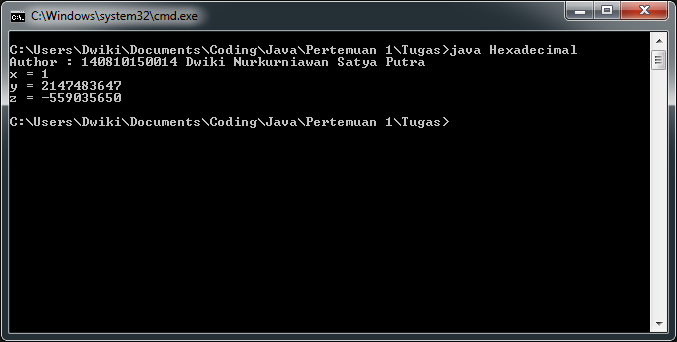 C:\Windows\system32\cmd.exe
C:\Users\Dwiki\Documents\Coding\Java\Pertemuan 1\Tugas>java Hexadecimal
Author : 140810150014 Dwiki Nurkurniawan Satya Putra
x = 1
y = 2147483647
z = -559035650
C:\Users\Dwiki\Documents\Coding\Java\Pertemuan 1\Tugas>